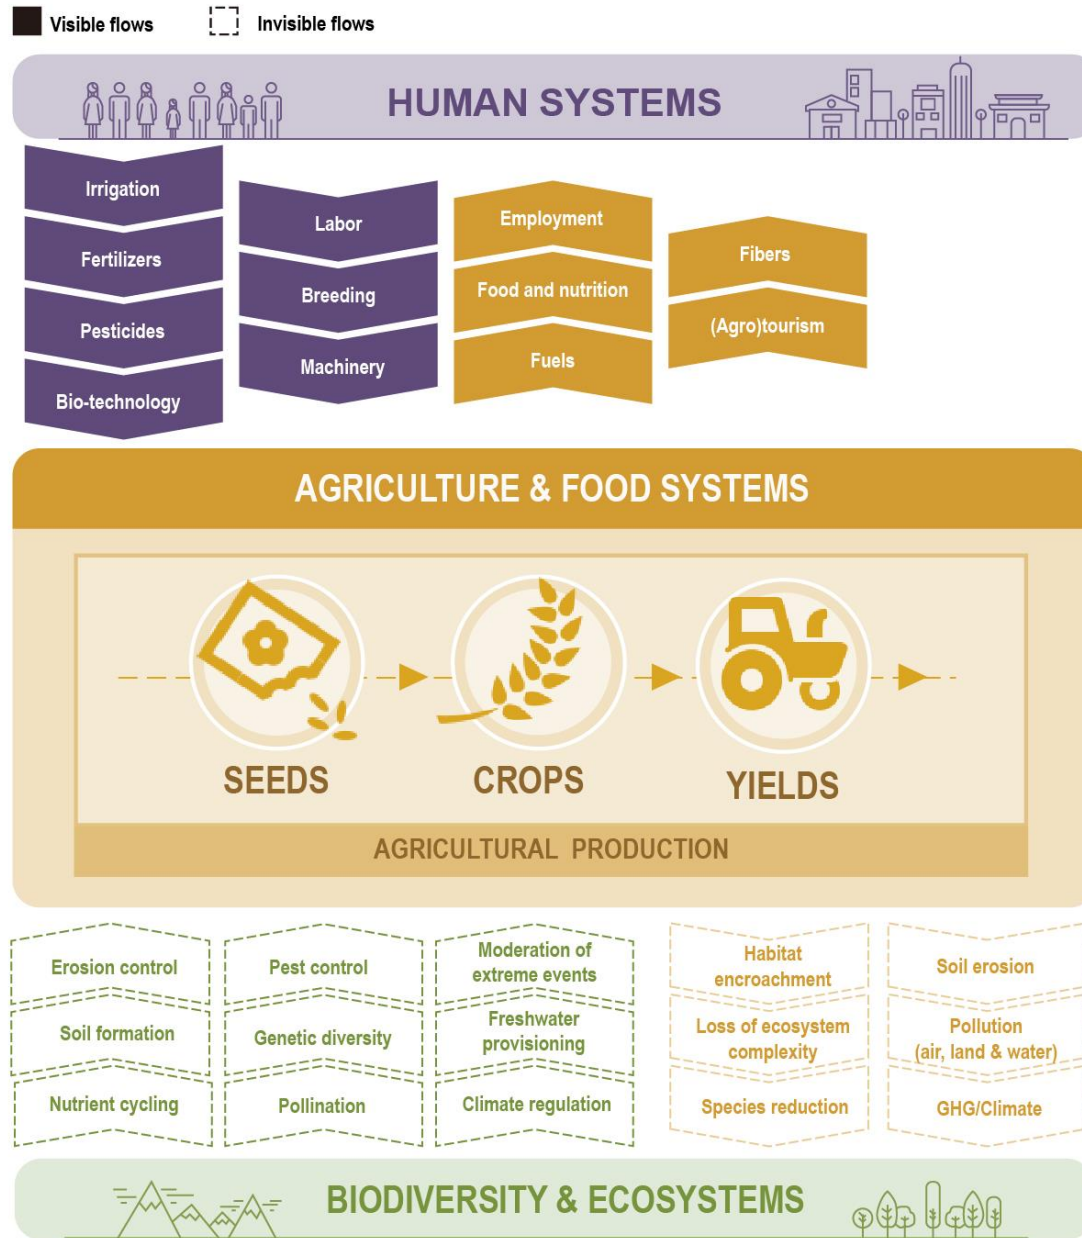 Visible flows
Invisible flows
HUMAN SYSTEMS
Irrigation
Fertilizers
Pesticides
Bio-technology
Labor
Breeding
Machinery
Employment
Food and nutrition
Fuels
Fibers
(Agro)tourism
AGRICULTURE & FOOD SYSTEMS
SEEDS
CROPS
YIELDS
AGRICULTURAL PRODUCTION
Erosion control
Soil formation
Nutrient cycling
Pest control
Genetic diversity
Pollination
Moderation of
extreme events
Freshwater
provisioning
Climate regulation
Habitat
encroachment
Loss of ecosystem
complexity
Species reduction
Soil erosion
Pollution
(air, land & water)
GHG/Climate
BIODIVERSITY & ECOSYSTEMS